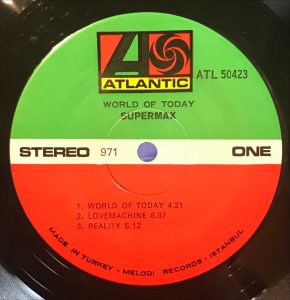 ATLANTIC
ATL 50423
WORLD OF TODAY
SUPERMAX
STEREO 971 ONE
1. WORLD OF TODAY 4.21
2. LOVEMACHINE 8.37
3. REALITY 5.12
MADE IN TURKEY - MELODİ RECORDS - ISTANBUL